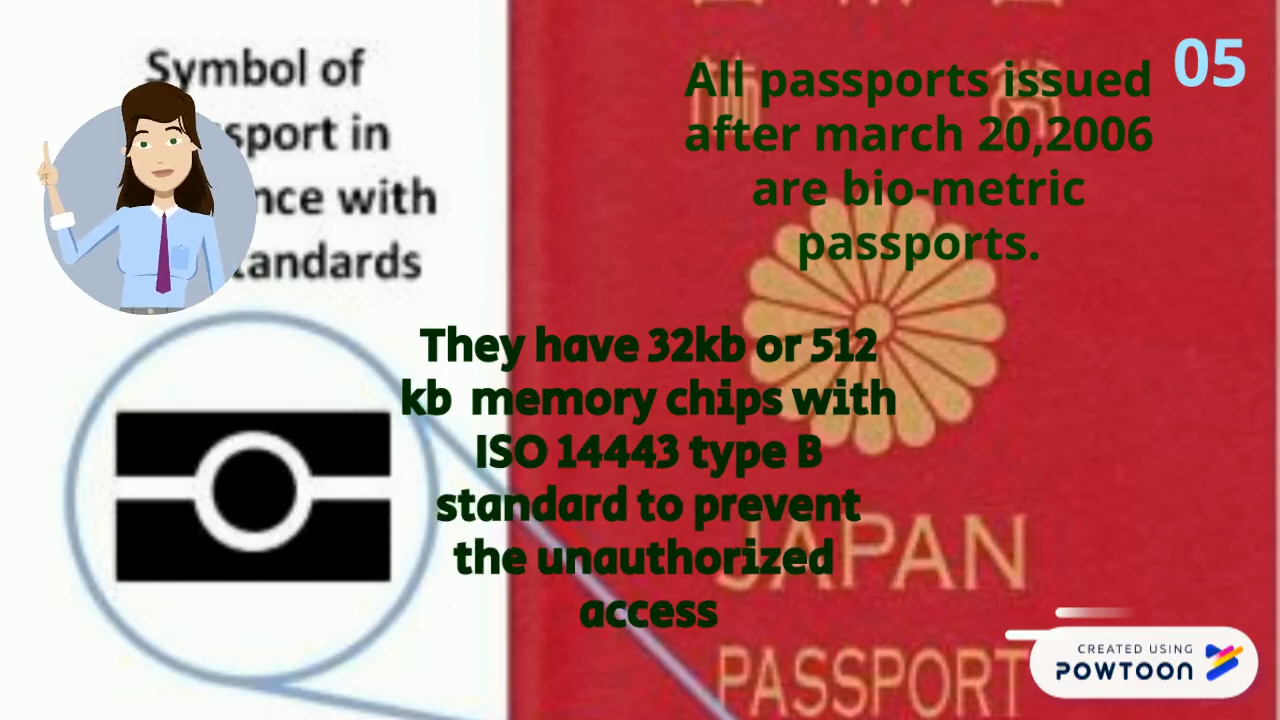 Symbol of
sport in
nce with
tandards
05
All passports issued
after march 20,2006
are bio-metric
passports.
They have 32kb or 512
kb memory chips with
ISO 14443 type B
standard to prevent
the unauthorized
access
JAPAN
PASSPORT
CREATED USING
POWTOON